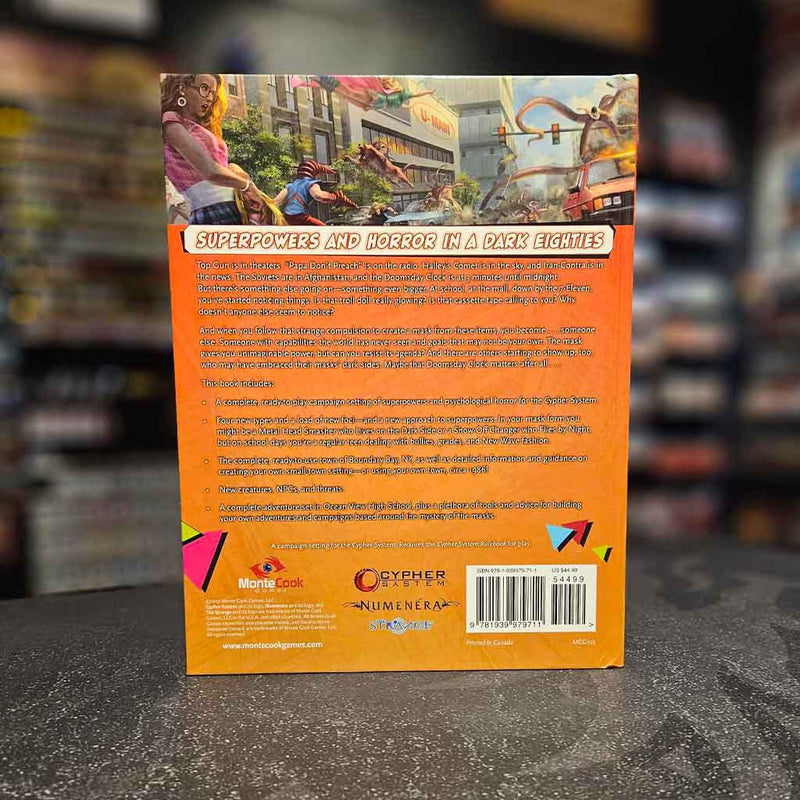 U-MART
SUPERPOWERS AND HORROR IN A DARK EIGHTIES
Top Gun is in theaters. "Papa Don't Preach" is on the radio. Halley's Comet is in the sky, and Iran-Contra is in
the news. The Soviets are in Afghanistan, and the Doomsday Clock is at 3 minutes until midnight.
But there's something else going on—something even bigger. At school, at the mall, down by the 7-Eleven,
you've started noticing things. Is that troll doll really glowing? Is that cassette tape calling to you? Why
doesn't anyone else seem to notice?
And when you follow that strange compulsion to create a mask from these items, you become . . . someone
else. Someone with capabilities the world has never seen and goals that may not be your own. The mask
gives you unimaginable power but can you resist its agenda? And there are others starting to show up, too,
who may have embraced their masks' dark sides. Maybe that Doomsday Clock matters after all. . . .
This book includes:
• A complete, ready-to-play campaign setting of superpowers and psychological horror for the Cypher System.
• Four new types and a load of new foci—and a new approach to superpowers. In your mask form you
might be a Metal Head Smasher who Lives on the Dark Side or a Show Off Changer who Flies by Night,
but on school days you're a regular teen dealing with bullies, grades, and New Wave fashion.
• The complete, ready-to-use town of Boundary Bay, NY, as well as detailed information and guidance on
creating your own small-town setting—or using your own town, circa 1986!
• New creatures, NPCs, and threats.
• A complete adventure set in Ocean View High School, plus a plethora of tools and advice for building
your own adventures and campaigns based around the mystery of the masks.
A campaign setting for the Cypher System. Requires the Cypher System Rulebook for play.
Monte Cook
Games
CYPHER
SYSTEM
NUMENERA
THE STRANGE
Monte Cook Games, LLC.
www.montecookgames.com
ISBN 978-1-939979-71-1 US $44.99
54499
9 781939 979711 >
Printed in Canada